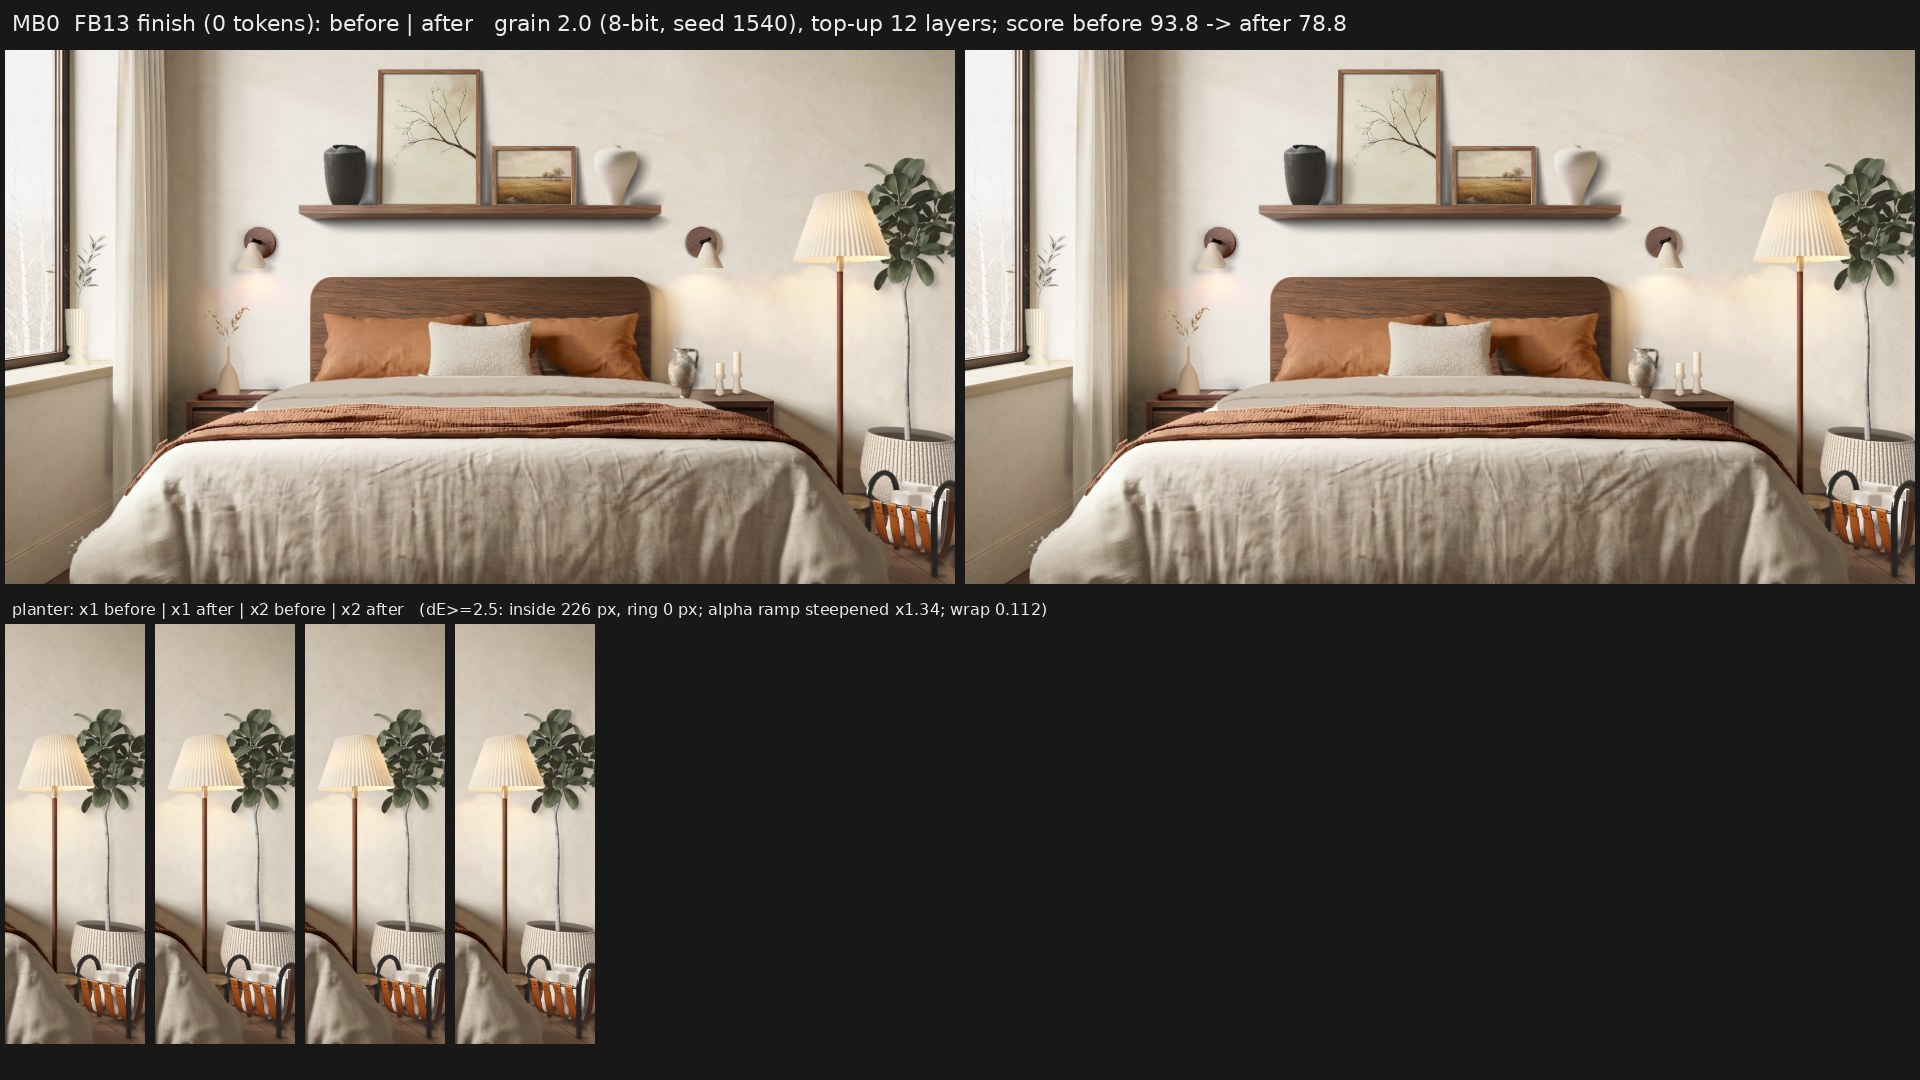 MB0 FB13 finish (0 tokens): before | after grain 2.0 (8-bit, seed 1540), top-up 12 layers; score before 93.8 -> after 78.8
planter: x1 before | x1 after | x2 before | x2 after (dE>=2.5: inside 226 px, ring 0 px; alpha ramp steepened x1.34; wrap 0.112)